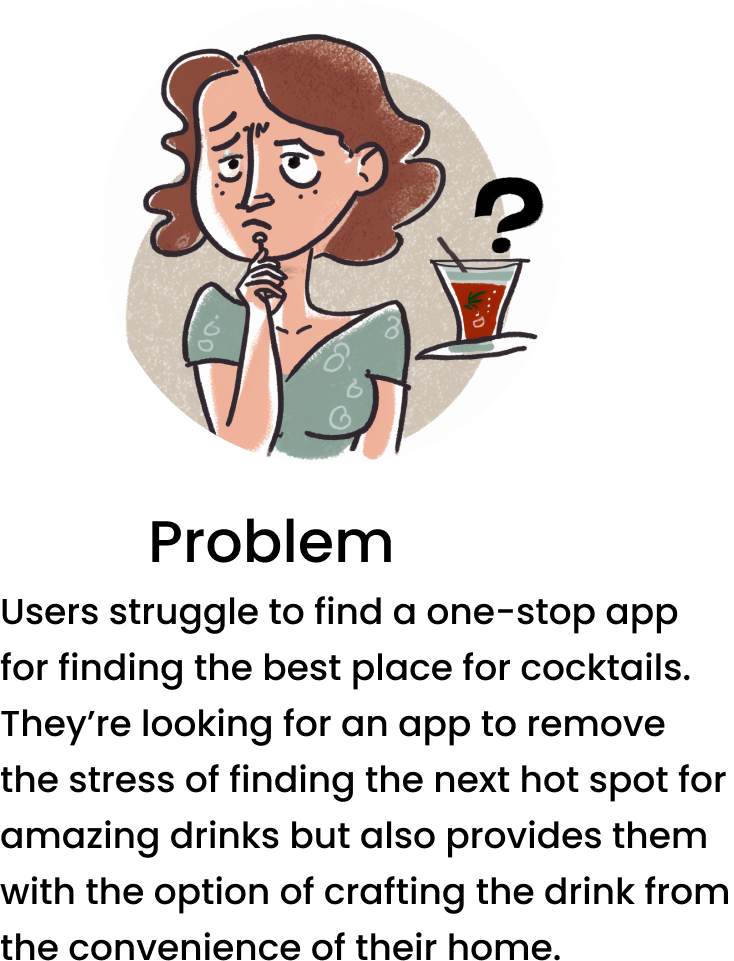 ?
Problem
Users struggle to find a one-stop app
for finding the best place for cocktails.
They’re looking for an app to remove
the stress of finding the next hot spot for
amazing drinks but also provides them
with the option of crafting the drink from
the convenience of their home.